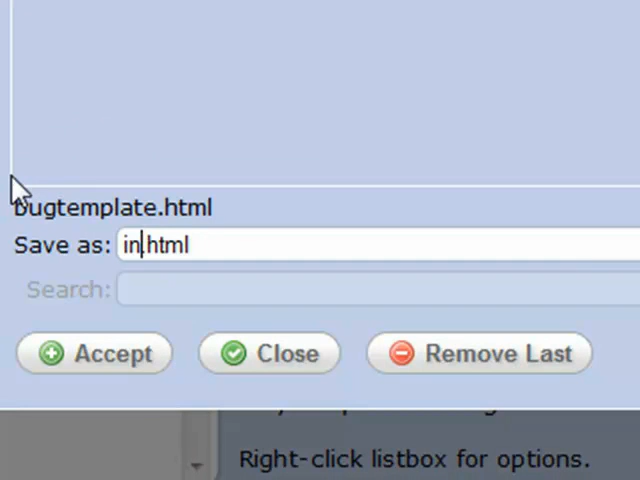 bugtemplate.html
Save as: in.html
Search:
Accept Close Remove Last
Right-click listbox for options.